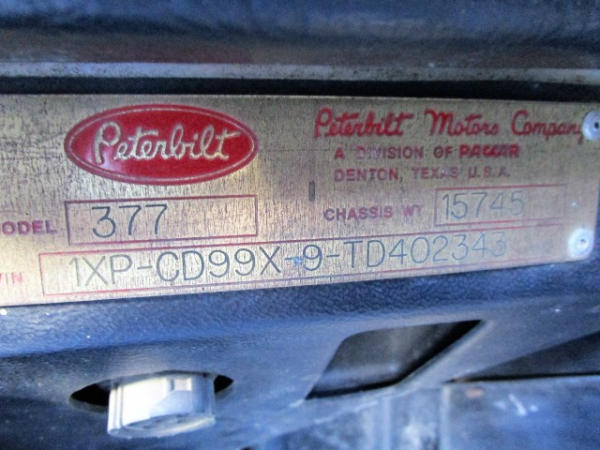 Peterbilt
Peterbilt Motors Company
A DIVISION OF PACCAR
DENTON, TEXAS U.S.A.
MODEL 377
CHASSIS WT 15745
VIN 1XP-CD99X-9-TD402343